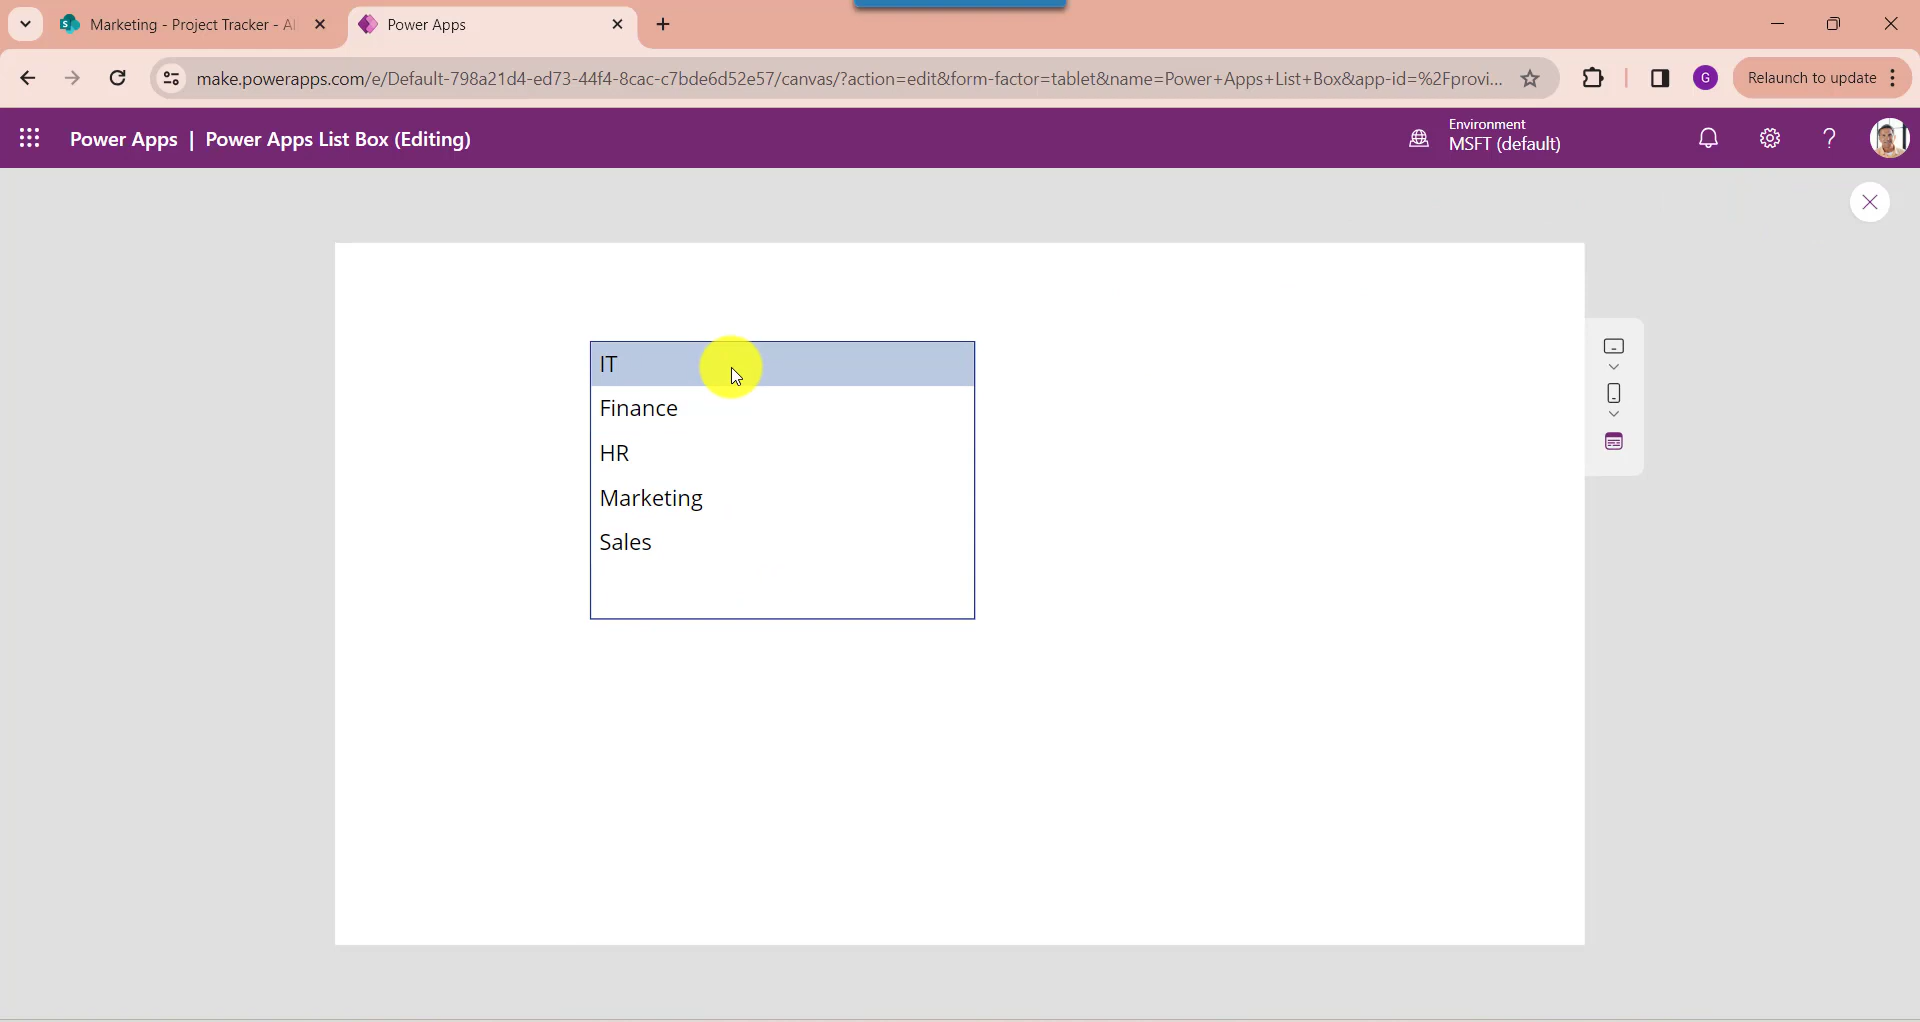 Marketing - Project Tracker - Al
Power Apps
make.powerapps.com/e/Default-798a21d4-ed73-44f4-8cac-c7bde6d52e57/canvas/?action=edit&form-factor=tablet&name=Power+Apps+List+Box&app-id=%2Fprovi...
G
Relaunch to update
Power Apps | Power Apps List Box (Editing)
Environment
MSFT (default)
IT
Finance
HR
Marketing
Sales